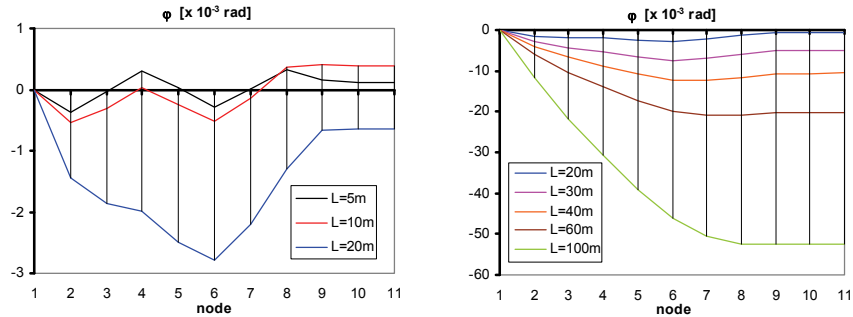 φ [x 10⁻³ rad]
1
0
-1
-2
-3
L=5m
L=10m
L=20m
1 2 3 4 5 6 7 8 9 10 11
node
φ [x 10⁻³ rad]
0
-10
-20
-30
-40
-50
-60
L=20m
L=30m
L=40m
L=60m
L=100m
1 2 3 4 5 6 7 8 9 10 11
node